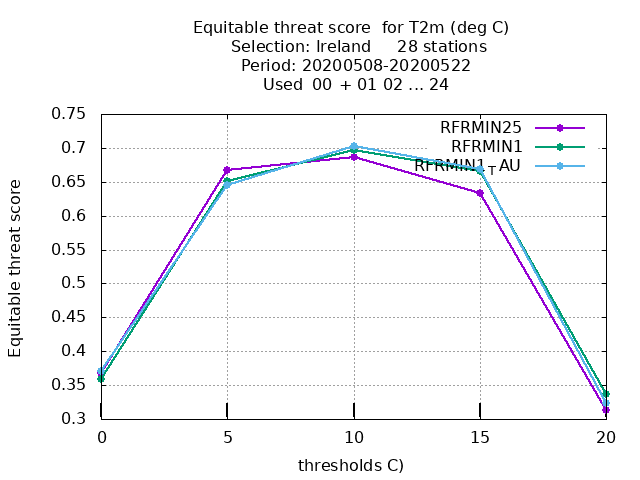 Equitable threat score  for T2m (deg C)
Selection: Ireland     28 stations
Period: 20200508-20200522
Used  00 + 01 02 ... 24
RFRMIN25
RFRMIN1
RFRMIN1_TAU
Equitable threat score
0.75
0.7
0.65
0.6
0.55
0.5
0.45
0.4
0.35
0.3
0 5 10 15 20
thresholds C)